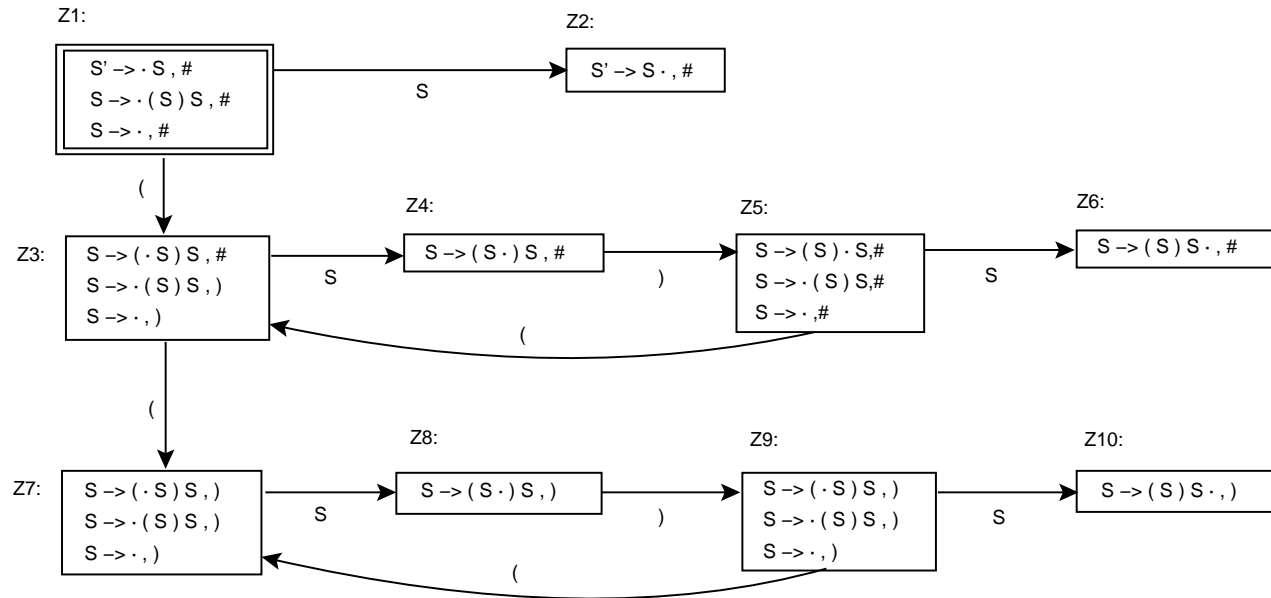 Z1:
S' –> · S , #
S –> · ( S ) S , #
S –> · , #
S
Z2:
S' –> S · , #
(
Z3:
S –> ( · S ) S , #
S –> · ( S ) S , )
S –> · , )
S
Z4:
S –> ( S · ) S , #
)
Z5:
S –> ( S ) · S,#
S –> · ( S ) S,#
S –> · ,#
S
Z6:
S –> ( S ) S · , #
(
(
Z7:
S –> ( · S ) S , )
S –> · ( S ) S , )
S –> · , )
S
Z8:
S –> ( S · ) S , )
)
Z9:
S –> ( · S ) S , )
S –> · ( S ) S , )
S –> · , )
S
Z10:
S –> ( S ) S · , )
(